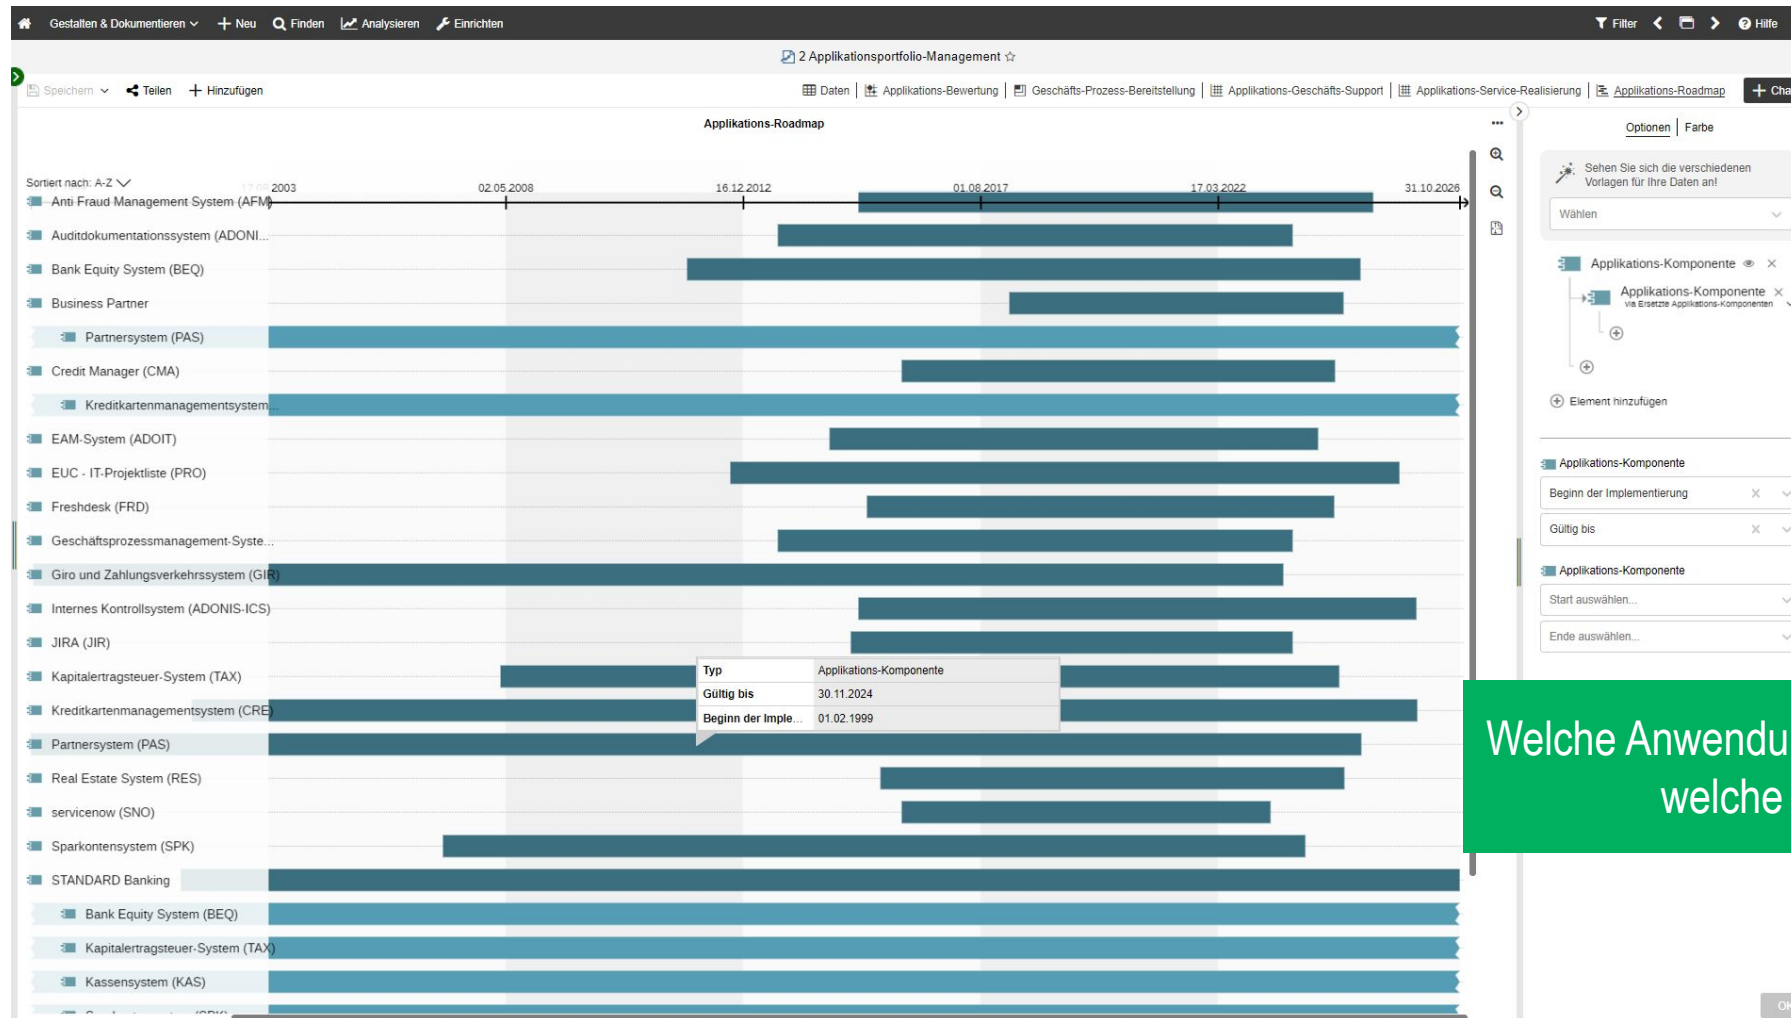 Gestalten & Dokumentieren Neu Finden Analysieren Einrichten Filter Hilfe
2 Applikationsportfolio-Management
Speichern Teilen Hinzufügen Daten Applikations-Bewertung Geschäfts-Prozess-Bereitstellung Applikations-Geschäfts-Support Applikations-Service-Realisierung Applikations-Roadmap + Cha
Applikations-Roadmap
Optionen Farbe
Sehen Sie sich die verschiedenen
Vorlagen für Ihre Daten an!
Wählen
Sortiert nach: A-Z
2003 02.05.2008 16.12.2012 01.08.2017 17.03.2022 31.10.2026
Anti Fraud Management System (AFM)
Auditdokumentationssystem (ADONI...
Bank Equity System (BEQ)
Business Partner
Partnersystem (PAS)
Credit Manager (CMA)
Kreditkartenmanagementsystem...
EAM-System (ADOIT)
EUC - IT-Projektliste (PRO)
Freshdesk (FRD)
Geschäftsprozessmanagement-Syste...
Giro und Zahlungsverkehrssystem (GIR)
Internes Kontrollsystem (ADONIS-ICS)
JIRA (JIR)
Kapitalertragsteuer-System (TAX)
Kreditkartenmanagementsystem (CRE)
Partnersystem (PAS)
Real Estate System (RES)
servicenow (SNO)
Sparkontensystem (SPK)
STANDARD Banking
Bank Equity System (BEQ)
Kapitalertragsteuer-System (TAX)
Kassensystem (KAS)
Typ Applikations-Komponente
Gültig bis 30.11.2024
Beginn der Imple... 01.02.1999
Applikations-Komponente
Applikations-Komponente
via Ersetzte Applikations-Komponenten
Element hinzufügen
Applikations-Komponente
Beginn der Implementierung
Gültig bis
Applikations-Komponente
Start auswählen...
Ende auswählen...
Welche Anwendu
welche
OK